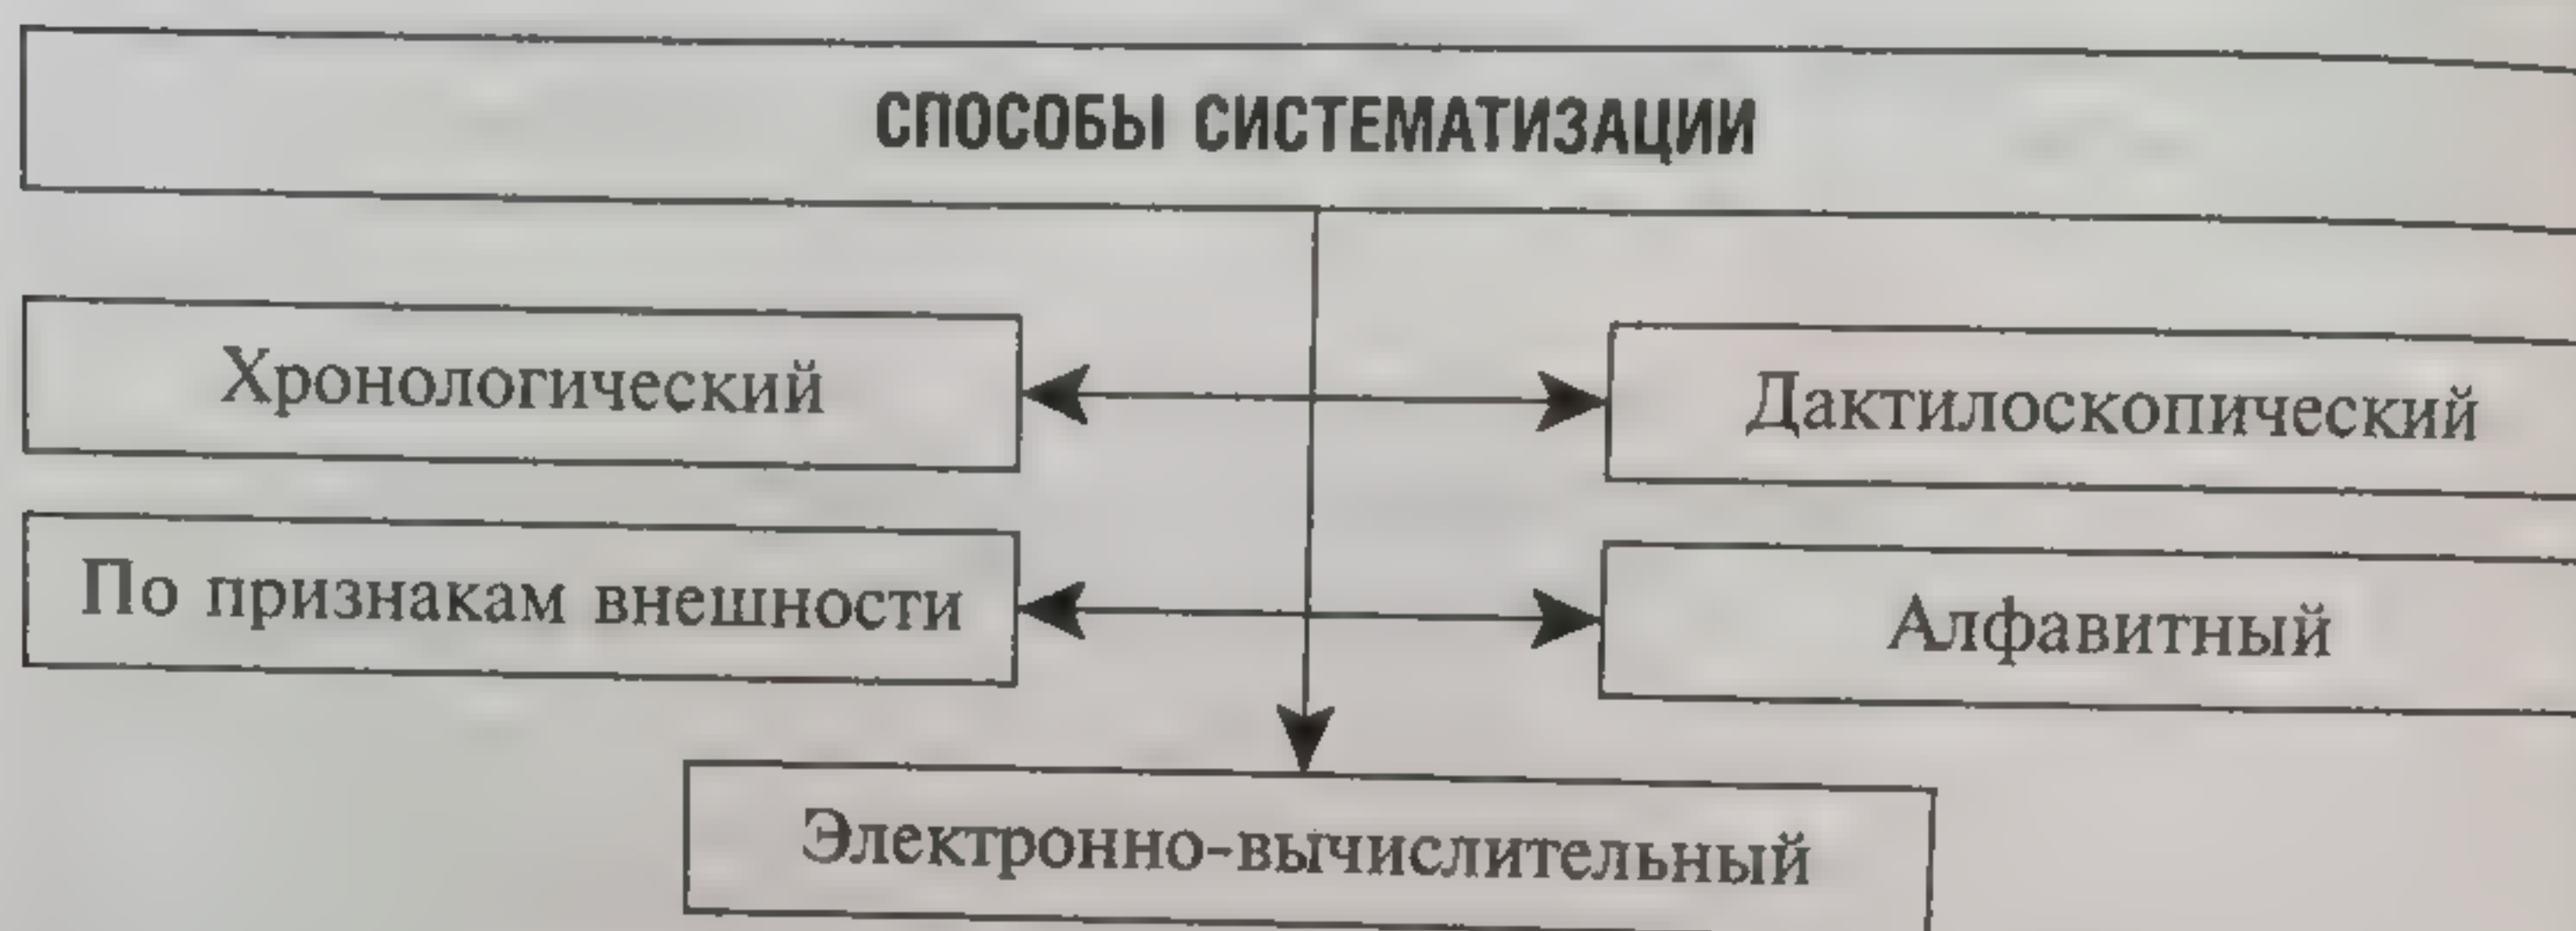 СПОСОБЫ СИСТЕМАТИЗАЦИИ
Хронологический
Дактилоскопический
По признакам внешности
Алфавитный
Электронно-вычислительный